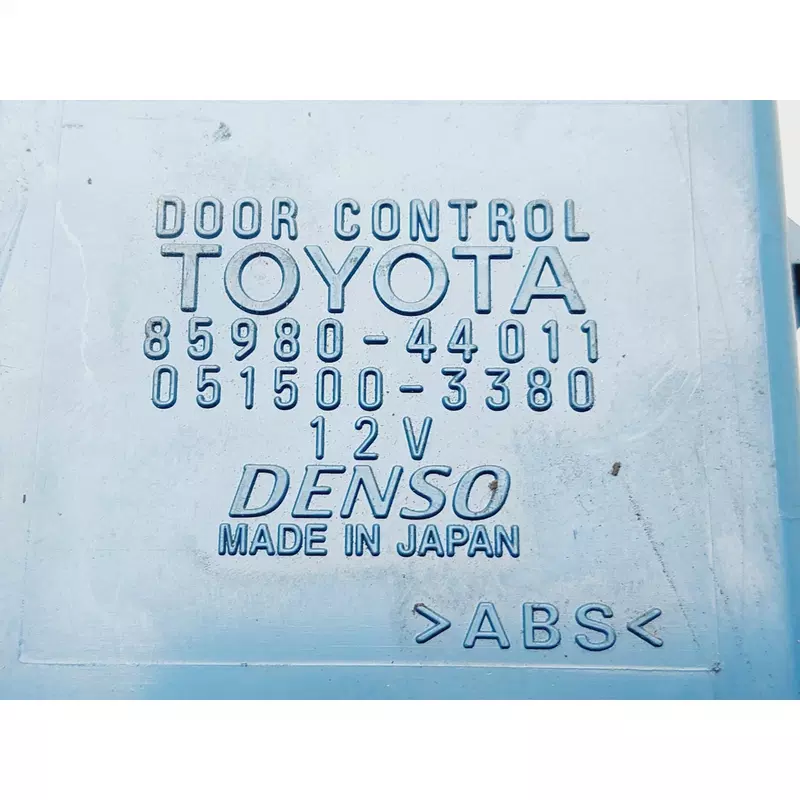 DOOR CONTROL
TOYOTA
85980-44011
051500-3380
12V
DENSO
MADE IN JAPAN
>ABS<